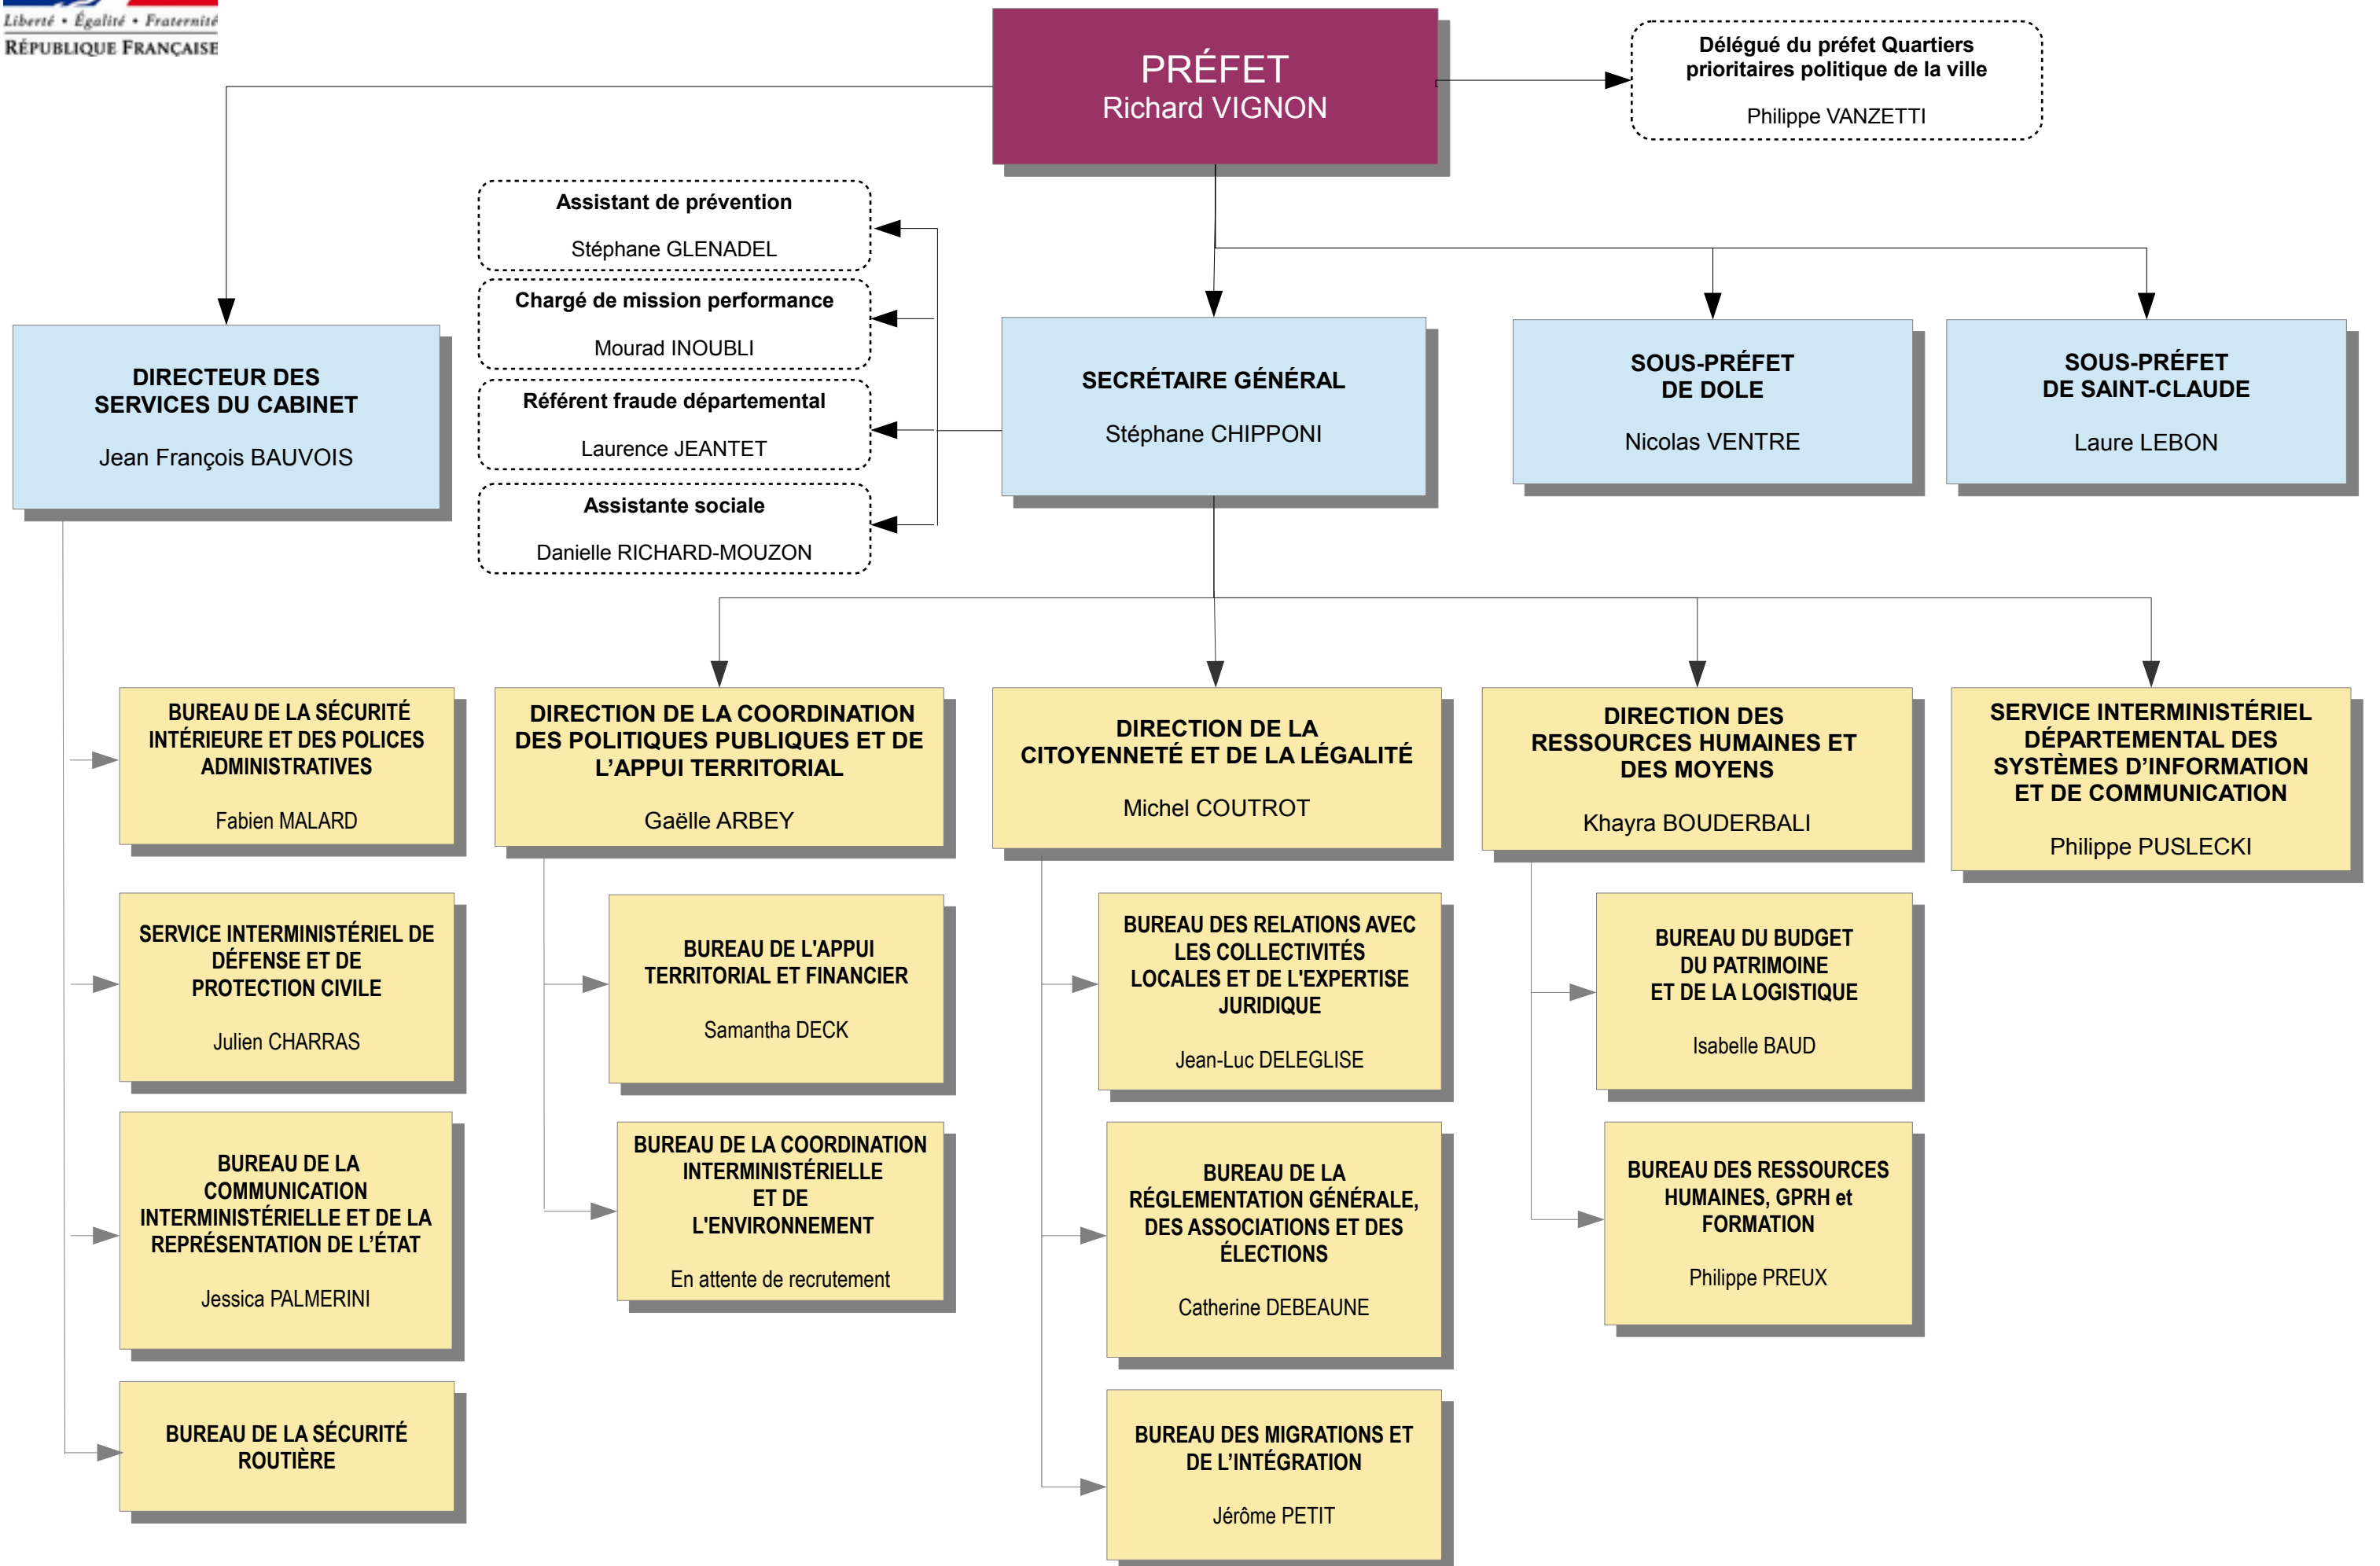 Liberté • Égalité • Fraternité
RÉPUBLIQUE FRANÇAISE
PRÉFET
Richard VIGNON
Délégué du préfet Quartiers
prioritaires politique de la ville
Philippe VANZETTI
Assistant de prévention
Stéphane GLENADEL
Chargé de mission performance
Mourad INOUBLI
Référent fraude départemental
Laurence JEANTET
Assistante sociale
Danielle RICHARD-MOUZON
DIRECTEUR DES
SERVICES DU CABINET
Jean François BAUVOIS
SECRÉTAIRE GÉNÉRAL
Stéphane CHIPPONI
SOUS-PRÉFET
DE DOLE
Nicolas VENTRE
SOUS-PRÉFET
DE SAINT-CLAUDE
Laure LEBON
BUREAU DE LA SÉCURITÉ
INTÉRIEURE ET DES POLICES
ADMINISTRATIVES
Fabien MALARD
SERVICE INTERMINISTÉRIEL DE
DÉFENSE ET DE
PROTECTION CIVILE
Julien CHARRAS
BUREAU DE LA
COMMUNICATION
INTERMINISTÉRIELLE ET DE LA
REPRÉSENTATION DE L’ÉTAT
Jessica PALMERINI
BUREAU DE LA SÉCURITÉ
ROUTIÈRE
DIRECTION DE LA COORDINATION
DES POLITIQUES PUBLIQUES ET DE
L’APPUI TERRITORIAL
Gaëlle ARBEY
BUREAU DE L'APPUI
TERRITORIAL ET FINANCIER
Samantha DECK
BUREAU DE LA COORDINATION
INTERMINISTÉRIELLE
ET DE
L'ENVIRONNEMENT
En attente de recrutement
DIRECTION DE LA
CITOYENNETÉ ET DE LA LÉGALITÉ
Michel COUTROT
BUREAU DES RELATIONS AVEC
LES COLLECTIVITÉS
LOCALES ET DE L'EXPERTISE
JURIDIQUE
Jean-Luc DELEGLISE
BUREAU DE LA
RÉGLEMENTATION GÉNÉRALE,
DES ASSOCIATIONS ET DES
ÉLECTIONS
Catherine DEBEAUNE
BUREAU DES MIGRATIONS ET
DE L’INTÉGRATION
Jérôme PETIT
DIRECTION DES
RESSOURCES HUMAINES ET
DES MOYENS
Khayra BOUDERBALI
BUREAU DU BUDGET
DU PATRIMOINE
ET DE LA LOGISTIQUE
Isabelle BAUD
BUREAU DES RESSOURCES
HUMAINES, GPRH et
FORMATION
Philippe PREUX
SERVICE INTERMINISTÉRIEL
DÉPARTEMENTAL DES
SYSTÈMES D’INFORMATION
ET DE COMMUNICATION
Philippe PUSLECKI